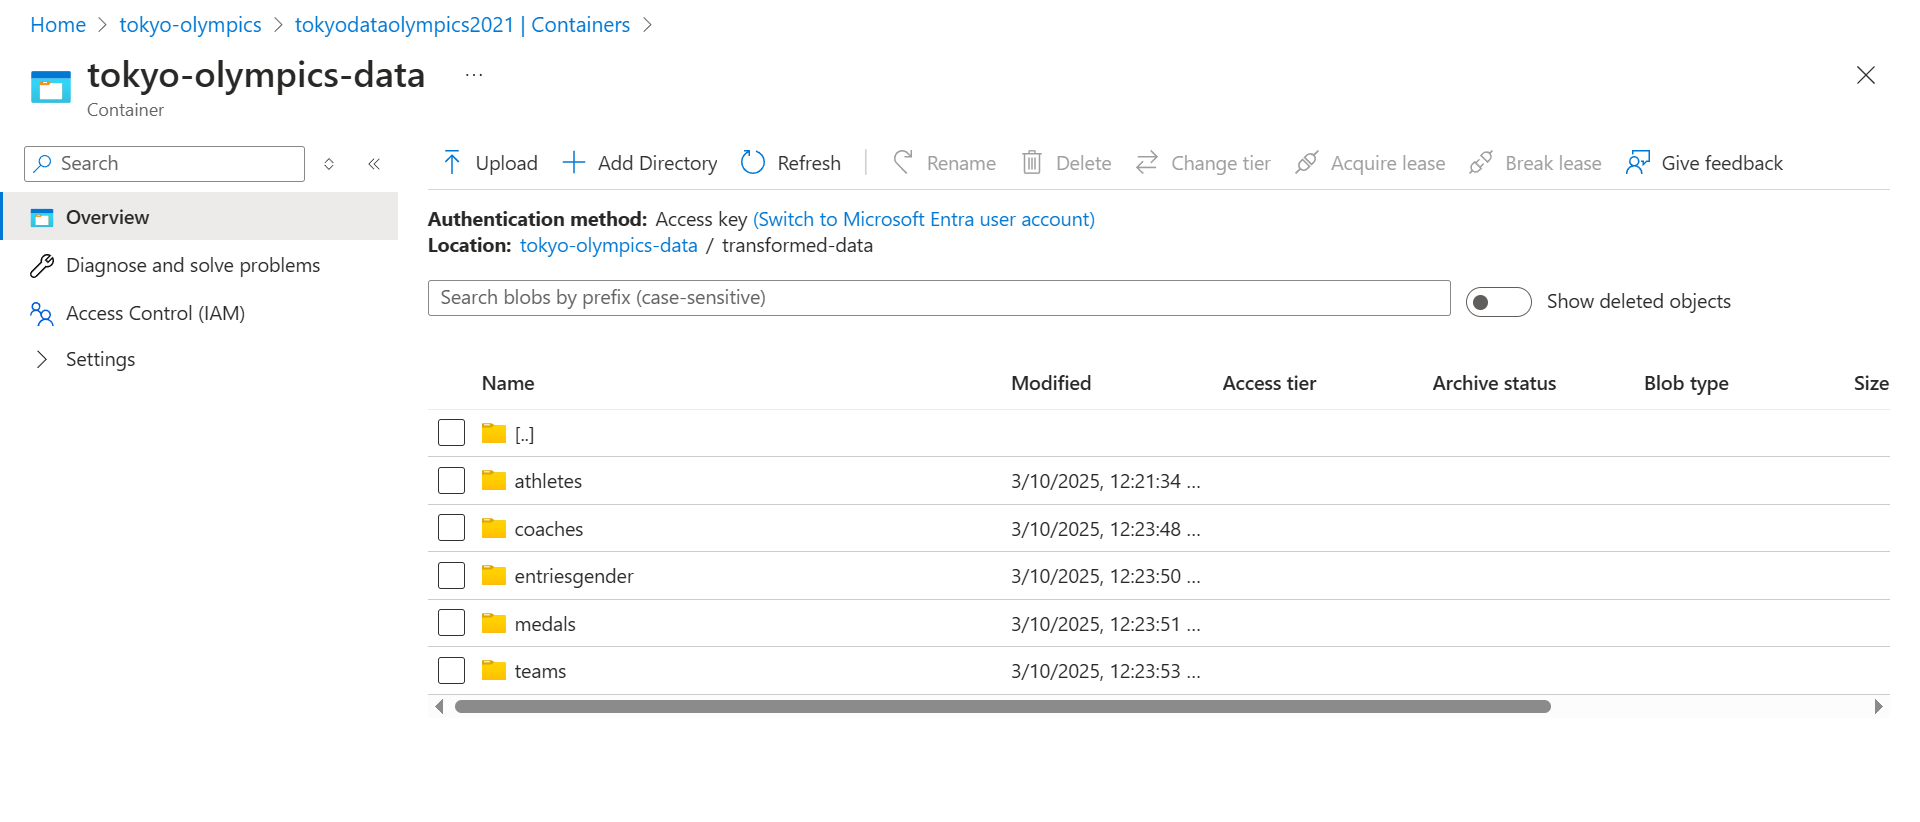 Home > tokyo-olympics > tokyodataolympics2021 | Containers >
tokyo-olympics-data ...
Container
Search
Overview
Diagnose and solve problems
Access Control (IAM)
Settings
Upload Add Directory Refresh Rename Delete Change tier Acquire lease Break lease Give feedback
Authentication method: Access key (Switch to Microsoft Entra user account)
Location: tokyo-olympics-data / transformed-data
Search blobs by prefix (case-sensitive)
Show deleted objects
Name Modified Access tier Archive status Blob type Size
[..]
athletes 3/10/2025, 12:21:34 ...
coaches 3/10/2025, 12:23:48 ...
entriesgender 3/10/2025, 12:23:50 ...
medals 3/10/2025, 12:23:51 ...
teams 3/10/2025, 12:23:53 ...